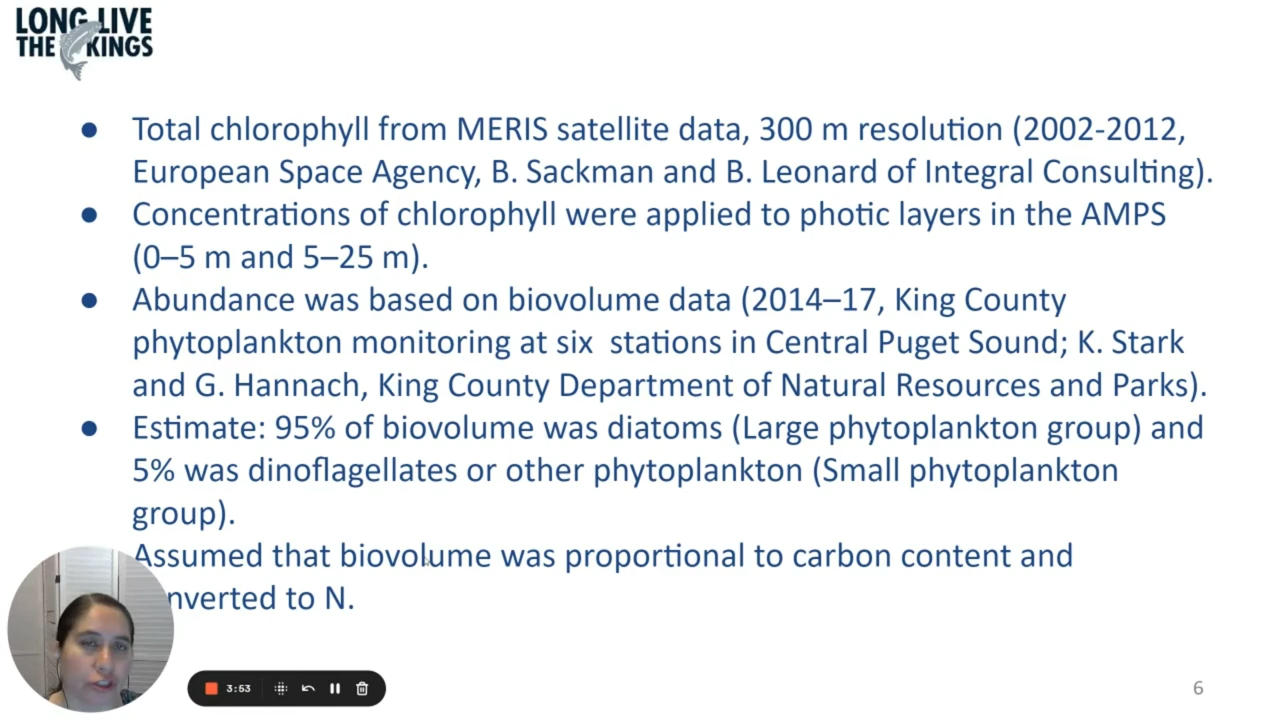 LONG LIVE
THE KINGS
● Total chlorophyll from MERIS satellite data, 300 m resolution (2002-2012,
European Space Agency, B. Sackman and B. Leonard of Integral Consulting).
● Concentrations of chlorophyll were applied to photic layers in the AMPS
(0–5 m and 5–25 m).
● Abundance was based on biovolume data (2014–17, King County
phytoplankton monitoring at six  stations in Central Puget Sound; K. Stark
and G. Hannach, King County Department of Natural Resources and Parks).
● Estimate: 95% of biovolume was diatoms (Large phytoplankton group) and
5% was dinoflagellates or other phytoplankton (Small phytoplankton
group).
Assumed that biovolume was proportional to carbon content and
nverted to N.
3:53
6